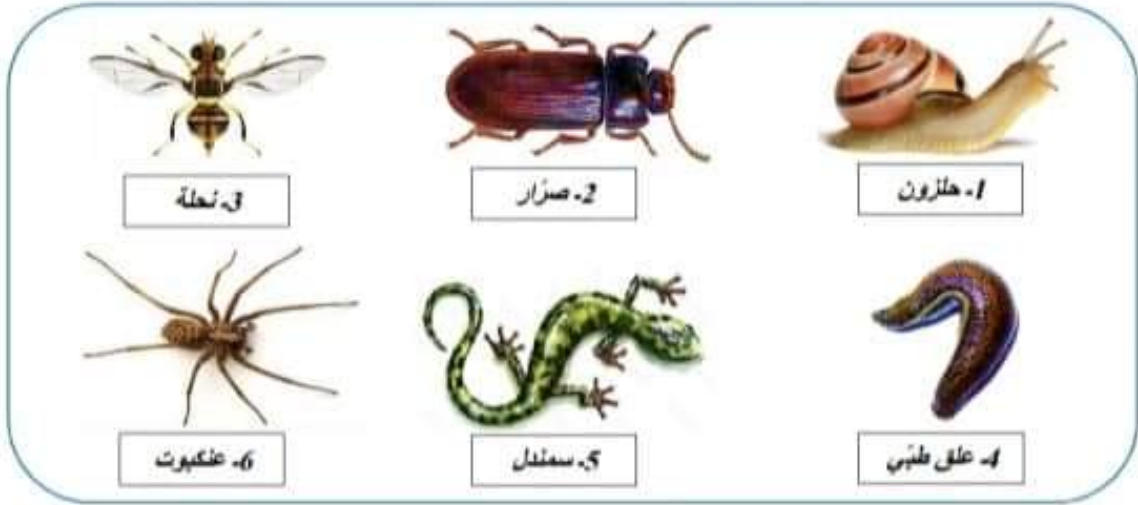 1- حلزون
2- صرّار
3- نحلة
4- علق طبّي
5- سمندل
6- عنكبوت